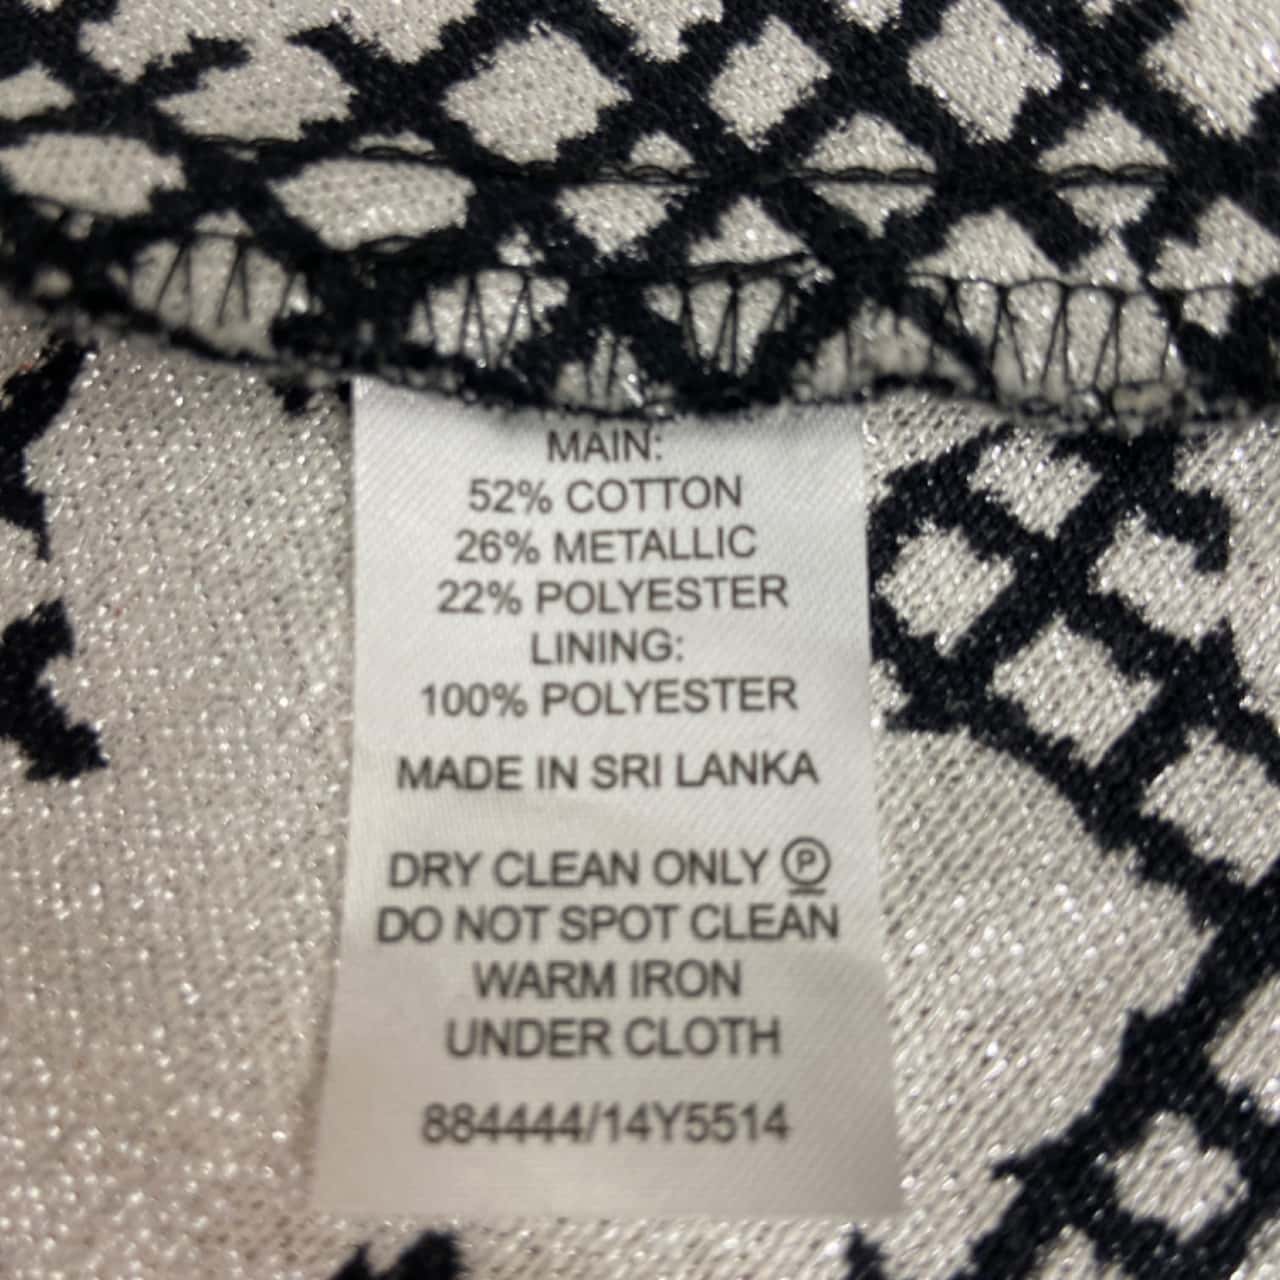 MAIN:
52% COTTON
26% METALLIC
22% POLYESTER
LINING:
100% POLYESTER
MADE IN SRI LANKA
DRY CLEAN ONLY Ⓟ
DO NOT SPOT CLEAN
WARM IRON
UNDER CLOTH
884444/14Y5514